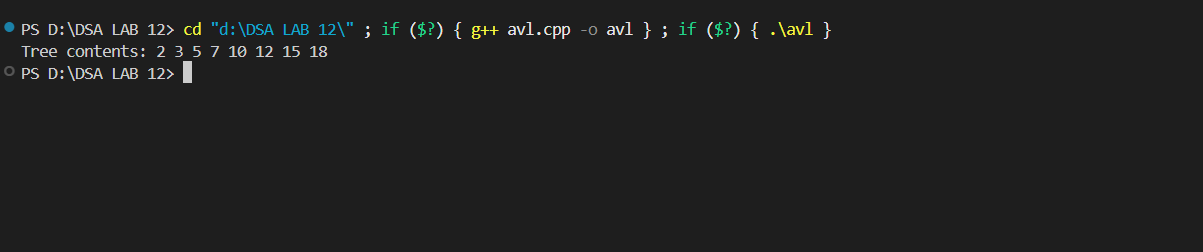 PS D:\DSA LAB 12> cd "d:\DSA LAB 12\" ; if ($?) { g++ avl.cpp -o avl } ; if ($?) { .\avl }
Tree contents: 2 3 5 7 10 12 15 18
PS D:\DSA LAB 12>